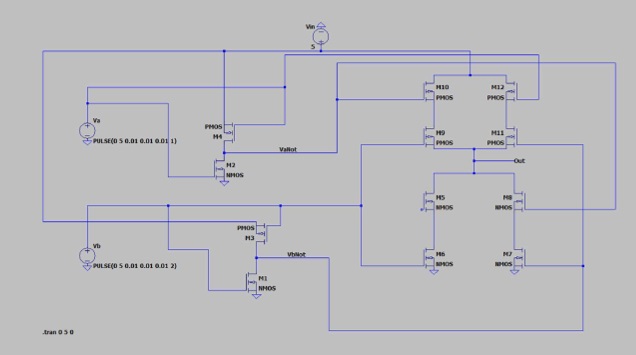 Vin
5
Va
PULSE(0 5 0.01 0.01 0.01 1)
PMOS
M4
M2
NMOS
VaNot
M10
PMOS
M12
PMOS
M9
PMOS
M11
PMOS
Out
M5
NMOS
M8
NMOS
M6
NMOS
M7
NMOS
Vb
PULSE(0 5 0.01 0.01 0.01 2)
PMOS
M3
VbNot
M1
NMOS
.tran 0 5 0